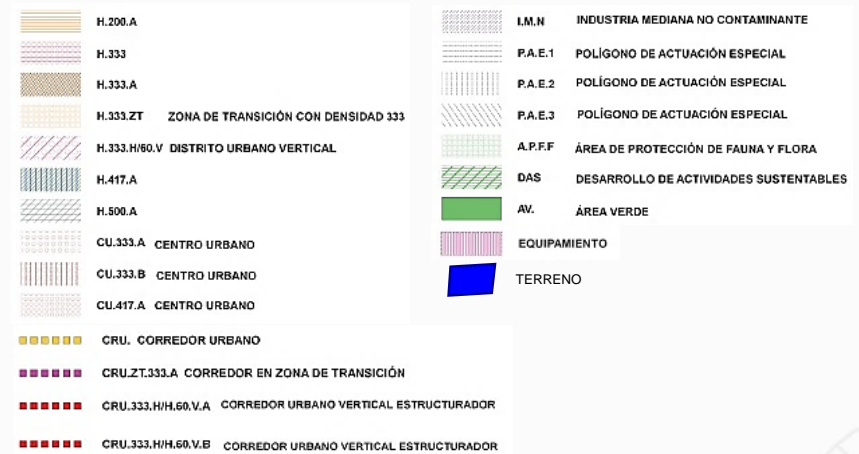 H.200.A
H.333
H.333.A
H.333.ZT ZONA DE TRANSICIÓN CON DENSIDAD 333
H.333.H/60.V DISTRITO URBANO VERTICAL
H.417.A
H.500.A
CU.333.A CENTRO URBANO
CU.333.B CENTRO URBANO
CU.417.A CENTRO URBANO
CRU. CORREDOR URBANO
CRU.ZT.333.A CORREDOR EN ZONA DE TRANSICIÓN
CRU.333.H/H.60.V.A CORREDOR URBANO VERTICAL ESTRUCTURADOR
CRU.333.H/H.60.V.B CORREDOR URBANO VERTICAL ESTRUCTURADOR
I.M.N INDUSTRIA MEDIANA NO CONTAMINANTE
P.A.E.1 POLÍGONO DE ACTUACIÓN ESPECIAL
P.A.E.2 POLÍGONO DE ACTUACIÓN ESPECIAL
P.A.E.3 POLÍGONO DE ACTUACIÓN ESPECIAL
A.P.F.F ÁREA DE PROTECCIÓN DE FAUNA Y FLORA
DAS DESARROLLO DE ACTIVIDADES SUSTENTABLES
AV. ÁREA VERDE
EQUIPAMIENTO
TERRENO